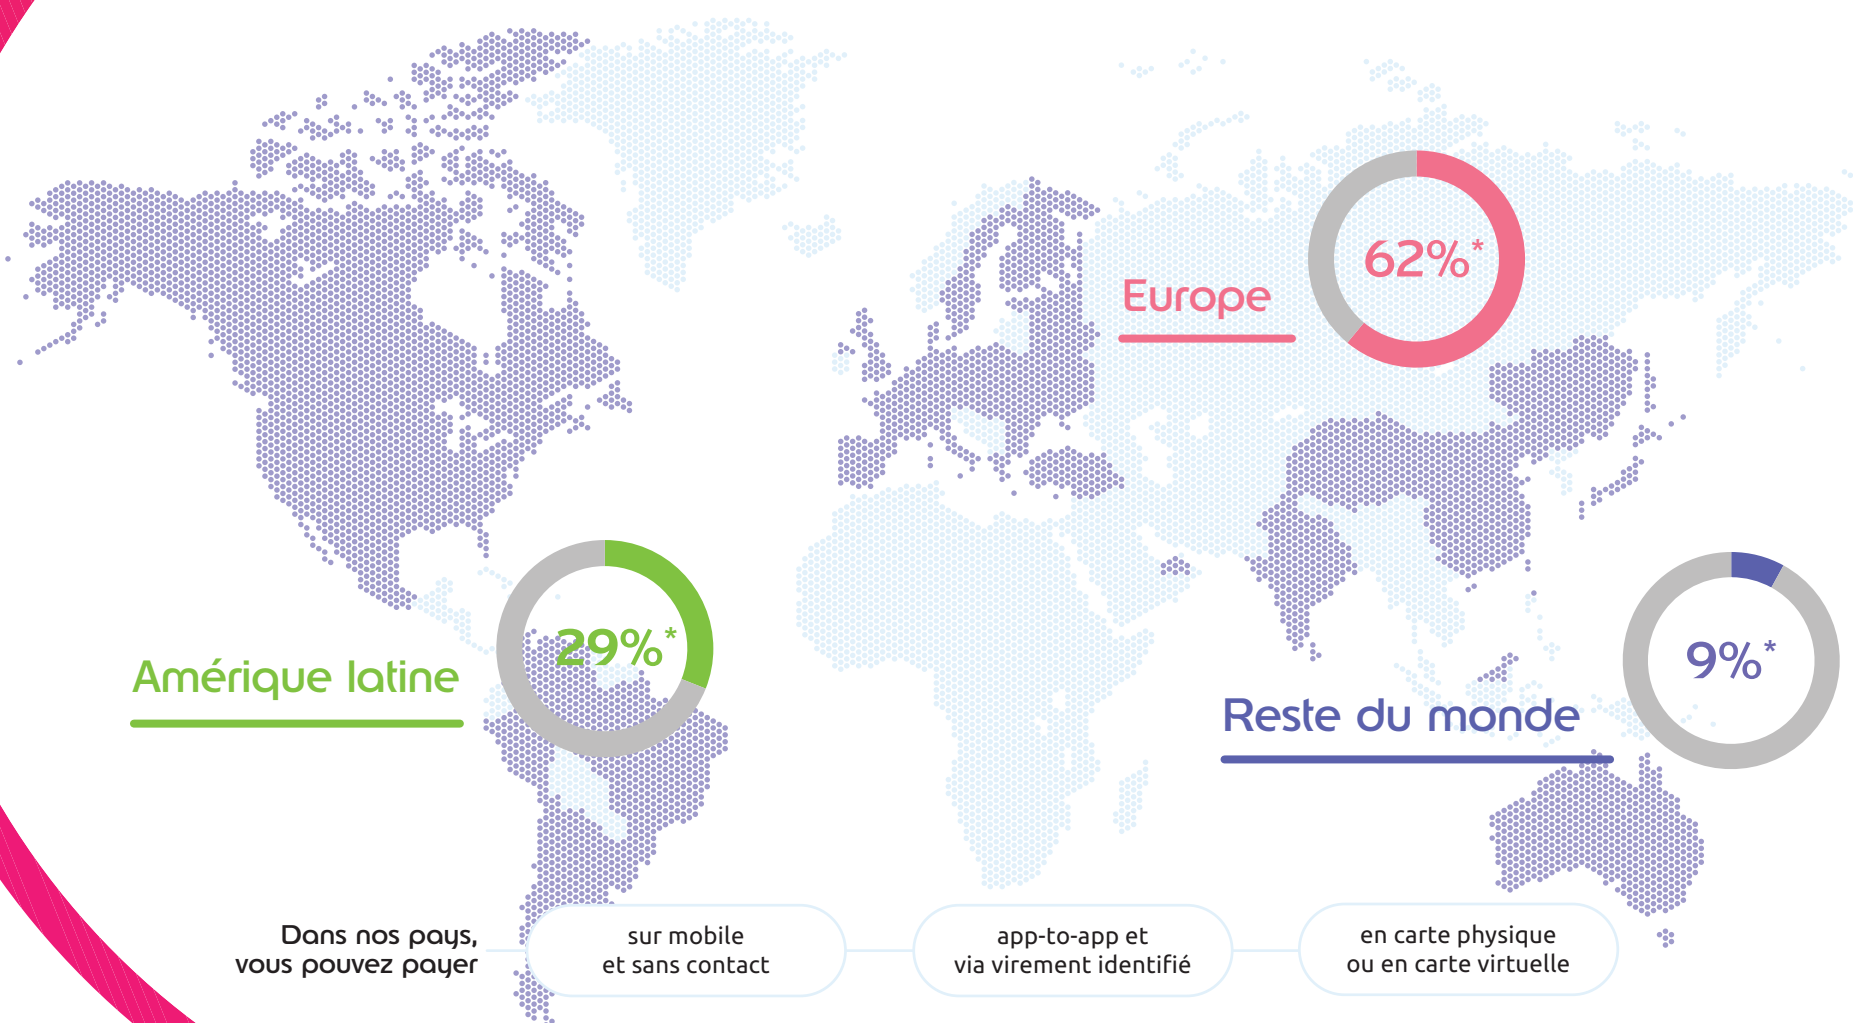 62%*
Europe
29%*
Amérique latine
9%*
Reste du monde
Dans nos pays,
vous pouvez payer
sur mobile
et sans contact
app-to-app et
via virement identifié
en carte physique
ou en carte virtuelle